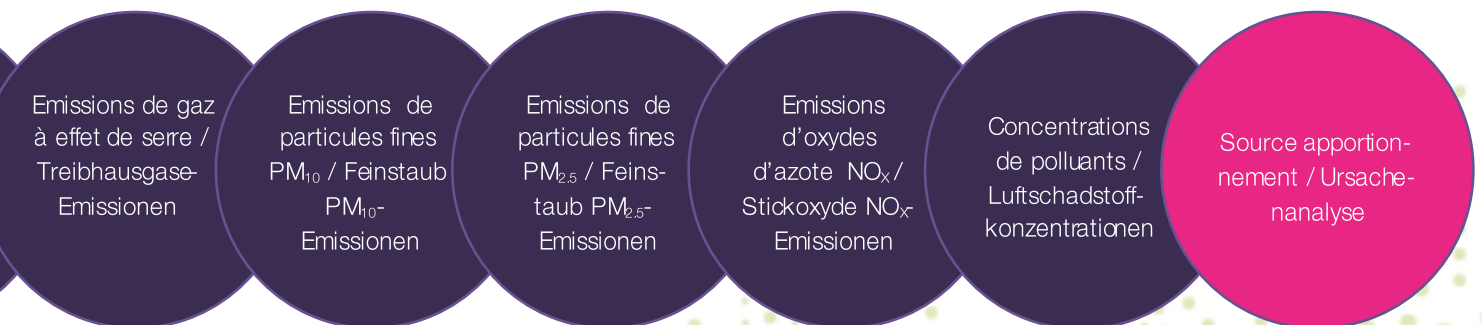 Emissions de gaz
à effet de serre /
Treibhausgase-
Emissionen
Emissions de
particules fines
PM₁₀ / Feinstaub
PM₁₀-
Emissionen
Emissions de
particules fines
PM₂.₅ / Feins-
taub PM₂.₅-
Emissionen
Emissions
d’oxydes
d’azote NOₓ /
Stickoxyde NOₓ-
Emissionen
Concentrations
de polluants /
Luftschadstoff-
konzentrationen
Source apportion-
nement / Ursache-
nanalyse